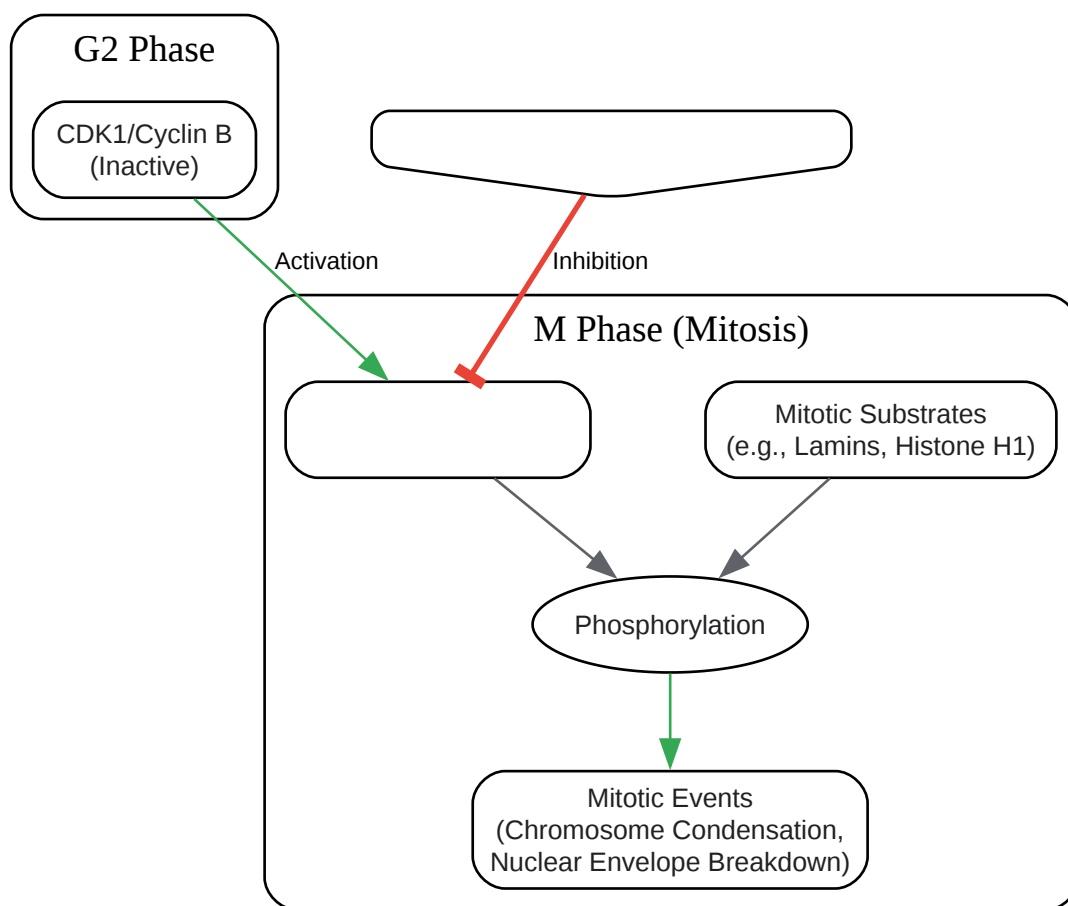 G2 Phase
CDK1/Cyclin B
(Inactive)
Activation
Inhibition
M Phase (Mitosis)
Mitotic Substrates
(e.g., Lamins, Histone H1)
Phosphorylation
Mitotic Events
(Chromosome Condensation,
Nuclear Envelope Breakdown)